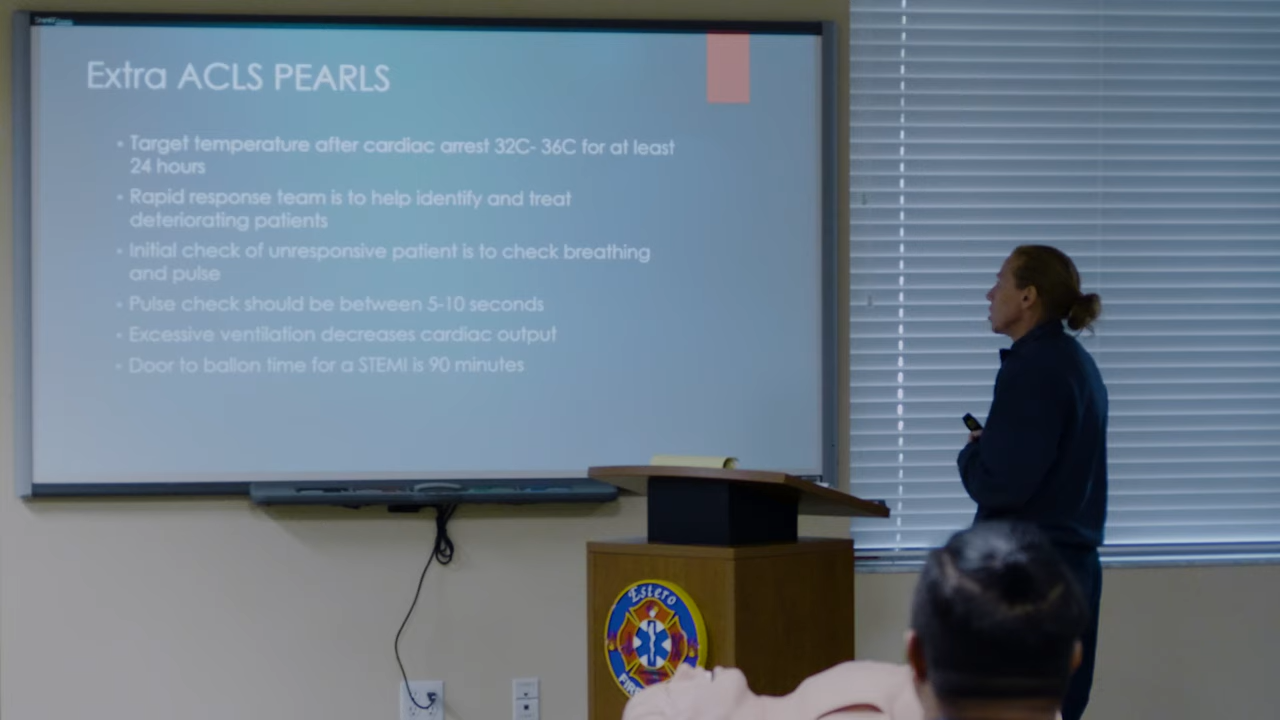 Extra ACLS PEARLS
• Target temperature after cardiac arrest 32C- 36C for at least
24 hours
• Rapid response team is to help identify and treat
deteriorating patients
• Initial check of unresponsive patient is to check breathing
and pulse
• Pulse check should be between 5-10 seconds
• Excessive ventilation decreases cardiac output
• Door to ballon time for a STEMI is 90 minutes
Estero